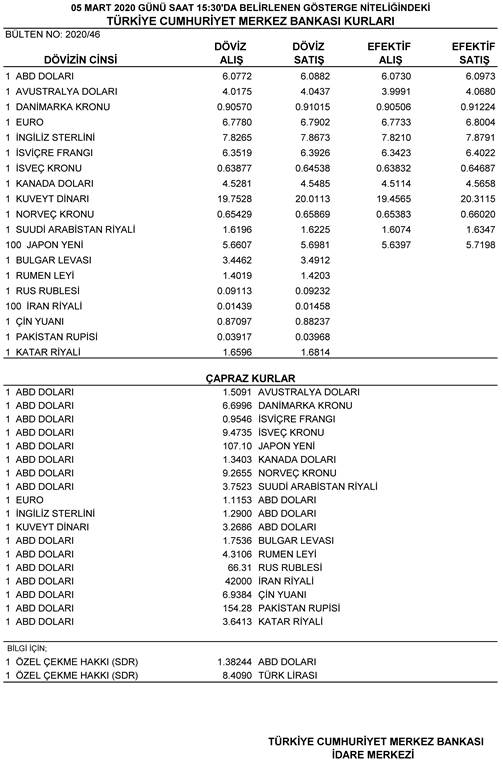 05 MART 2020 GÜNÜ SAAT 15:30'DA BELİRLENEN GÖSTERGE NİTELİĞİNDEKİ
TÜRKİYE CUMHURİYET MERKEZ BANKASI KURLARI
BÜLTEN NO: 2020/46
DÖVİZİN CİNSİ DÖVİZ ALIŞ DÖVİZ SATIŞ EFEKTİF ALIŞ EFEKTİF SATIŞ
1 ABD DOLARI 6.0772 6.0882 6.0730 6.0973
1 AVUSTRALYA DOLARI 4.0175 4.0437 3.9991 4.0680
1 DANİMARKA KRONU 0.90570 0.91015 0.90506 0.91224
1 EURO 6.7780 6.7902 6.7733 6.8004
1 İNGİLİZ STERLİNİ 7.8265 7.8673 7.8210 7.8791
1 İSVİÇRE FRANGI 6.3519 6.3926 6.3423 6.4022
1 İSVEÇ KRONU 0.63877 0.64538 0.63832 0.64687
1 KANADA DOLARI 4.5281 4.5485 4.5114 4.5658
1 KUVEYT DİNARI 19.7528 20.0113 19.4565 20.3115
1 NORVEÇ KRONU 0.65429 0.65869 0.65383 0.66020
1 SUUDİ ARABİSTAN RİYALİ 1.6196 1.6225 1.6074 1.6347
100 JAPON YENİ 5.6607 5.6981 5.6397 5.7198
1 BULGAR LEVASI 3.4462 3.4912
1 RUMEN LEYİ 1.4019 1.4203
1 RUS RUBLESİ 0.09113 0.09232
100 İRAN RİYALİ 0.01439 0.01458
1 ÇİN YUANI 0.87097 0.88237
1 PAKİSTAN RUPİSİ 0.03917 0.03968
1 KATAR RİYALİ 1.6596 1.6814
ÇAPRAZ KURLAR
1 ABD DOLARI 1.5091 AVUSTRALYA DOLARI
1 ABD DOLARI 6.6996 DANİMARKA KRONU
1 ABD DOLARI 0.9546 İSVİÇRE FRANGI
1 ABD DOLARI 9.4735 İSVEÇ KRONU
1 ABD DOLARI 107.10 JAPON YENİ
1 ABD DOLARI 1.3403 KANADA DOLARI
1 ABD DOLARI 9.2655 NORVEÇ KRONU
1 ABD DOLARI 3.7523 SUUDİ ARABİSTAN RİYALİ
1 EURO 1.1153 ABD DOLARI
1 İNGİLİZ STERLİNİ 1.2900 ABD DOLARI
1 KUVEYT DİNARI 3.2686 ABD DOLARI
1 ABD DOLARI 1.7536 BULGAR LEVASI
1 ABD DOLARI 4.3106 RUMEN LEYİ
1 ABD DOLARI 66.31 RUS RUBLESİ
1 ABD DOLARI 42000 İRAN RİYALİ
1 ABD DOLARI 6.9384 ÇİN YUANI
1 ABD DOLARI 154.28 PAKİSTAN RUPİSİ
1 ABD DOLARI 3.6413 KATAR RİYALİ
BİLGİ İÇİN;
1 ÖZEL ÇEKME HAKKI (SDR) 1.38244 ABD DOLARI
1 ÖZEL ÇEKME HAKKI (SDR) 8.4090 TÜRK LİRASI
TÜRKİYE CUMHURİYET MERKEZ BANKASI
İDARE MERKEZİ